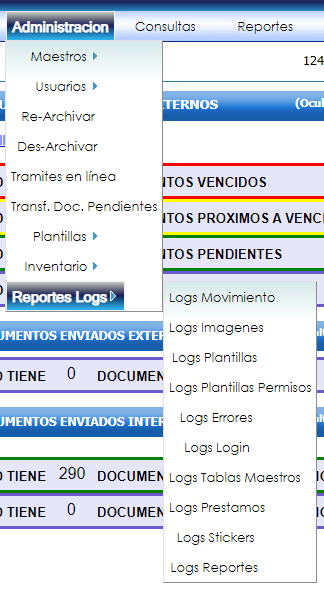 Administracion Consultas Reportes
Maestros
Usuarios
Re-Archivar
Des-Archivar
Tramites en línea
Transf. Doc. Pendientes
Plantillas
Inventario
Reportes Logs
Logs Movimiento
Logs Imagenes
Logs Plantillas
Logs Plantillas Permisos
Logs Errores
Logs Login
Logs Tablas Maestros
Logs Prestamos
Logs Stickers
Logs Reportes
124
TERNOS (Ocul
NTOS VENCIDOS
NTOS PROXIMOS A VENCI
NTOS PENDIENTES
UMENTOS ENVIADOS EXTER
O TIENE 0 DOCUMEN
UMENTOS ENVIADOS INTER
O TIENE 290 DOCUMEN
O TIENE 0 DOCUMEN